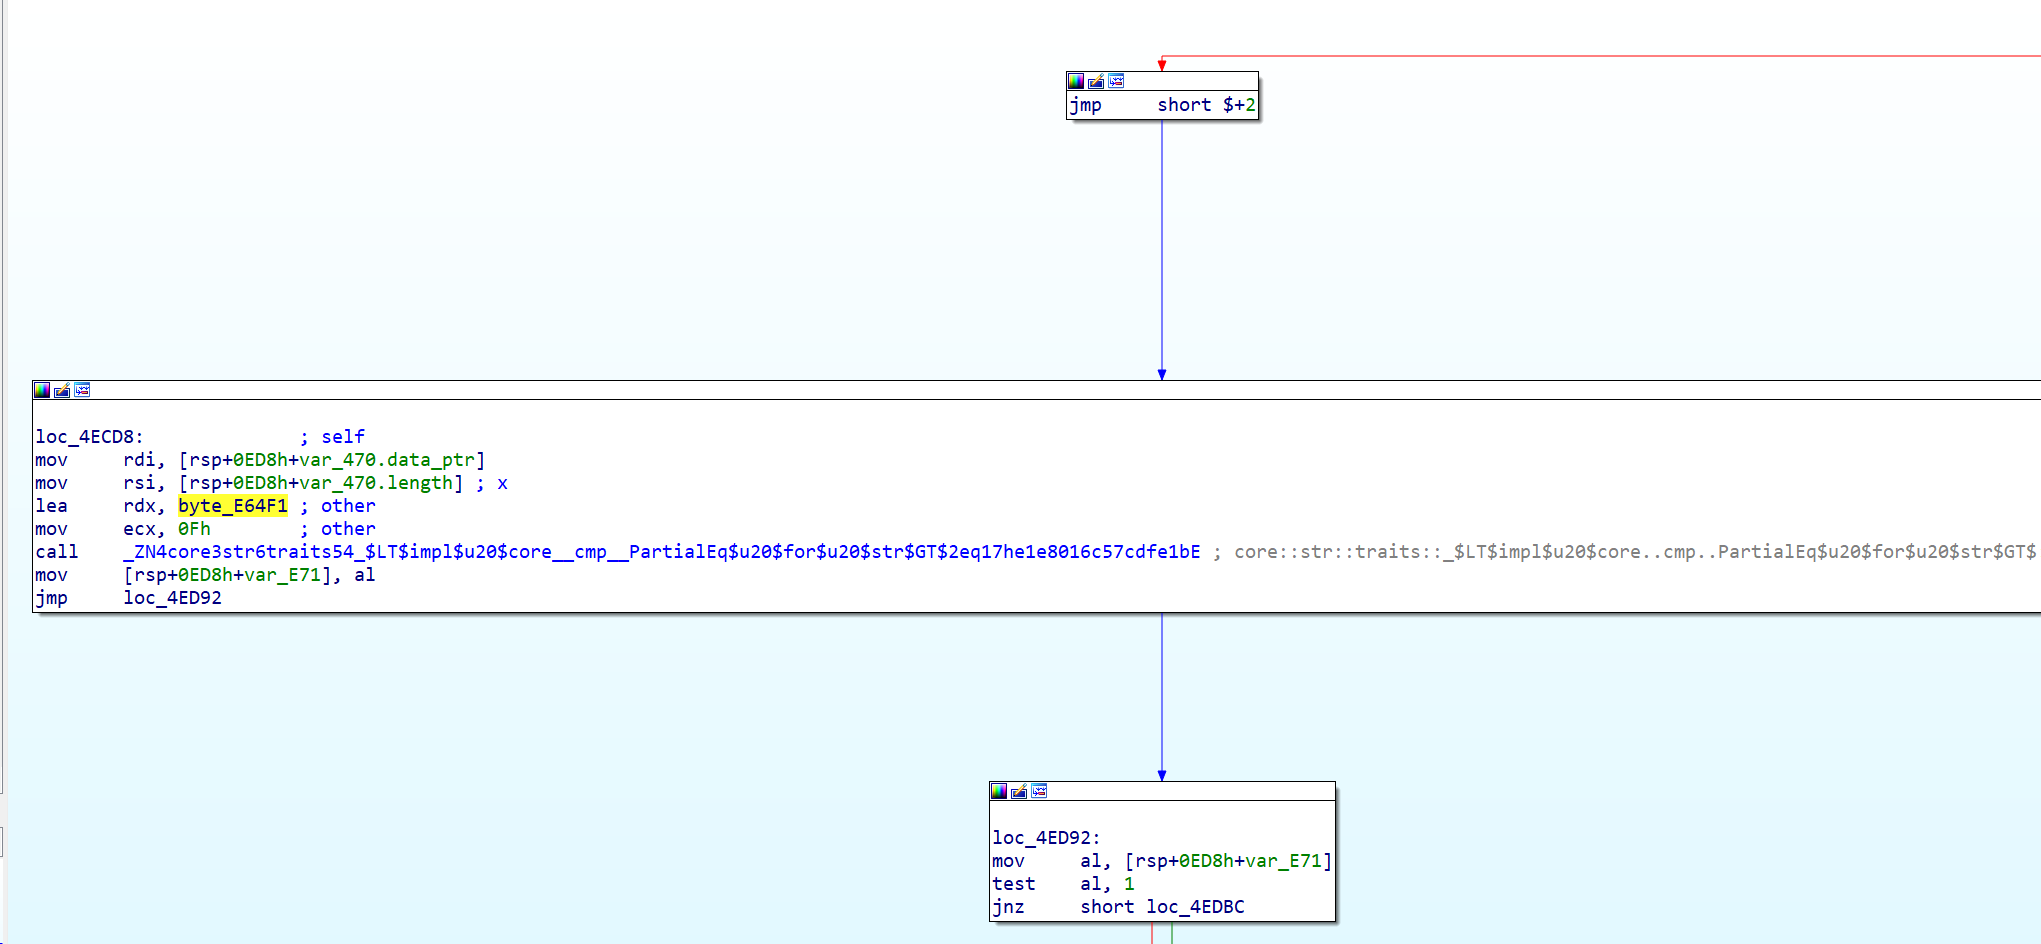 jmp     short $+2
loc_4ECD8:              ; self
mov     rdi, [rsp+0ED8h+var_470.data_ptr]
mov     rsi, [rsp+0ED8h+var_470.length] ; x
lea     rdx, byte_E64F1 ; other
mov     ecx, 0Fh        ; other
call    _ZN4core3str6traits54_$LT$impl$u20$core__cmp__PartialEq$u20$for$u20$str$GT$2eq17he1e8016c57cdfe1bE ; core::str::traits::_$LT$impl$u20$core..cmp..PartialEq$u20$for$u20$str$GT$
mov     [rsp+0ED8h+var_E71], al
jmp     loc_4ED92
loc_4ED92:
mov     al, [rsp+0ED8h+var_E71]
test    al, 1
jnz     short loc_4EDBC